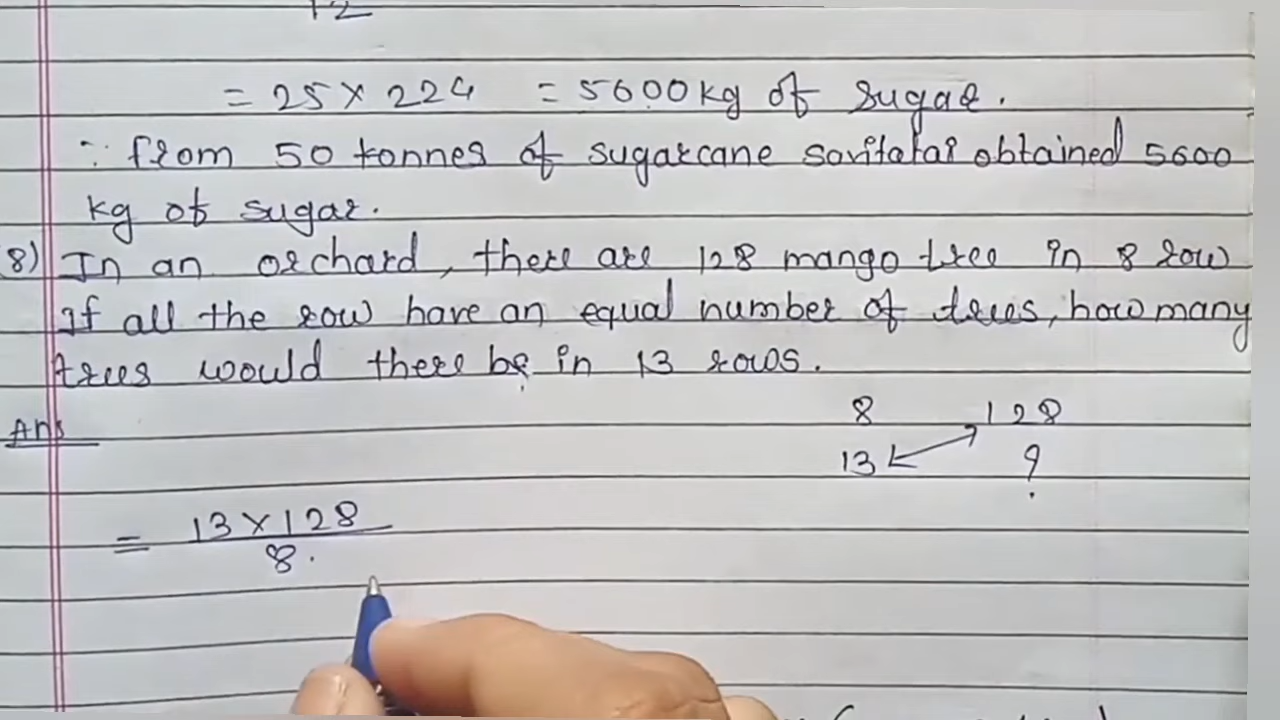 12
= 25 × 224 = 5600 kg of sugar.
∵ from 50 tonnes of sugarcane savitatai obtained 5600
kg of sugar.
(8) In an orchard, there are 128 mango tree in 8 row
If all the row have an equal number of trees, how many
trees would there be in 13 rows.
Ans
8 128
13 ?
= 13 × 128
8.